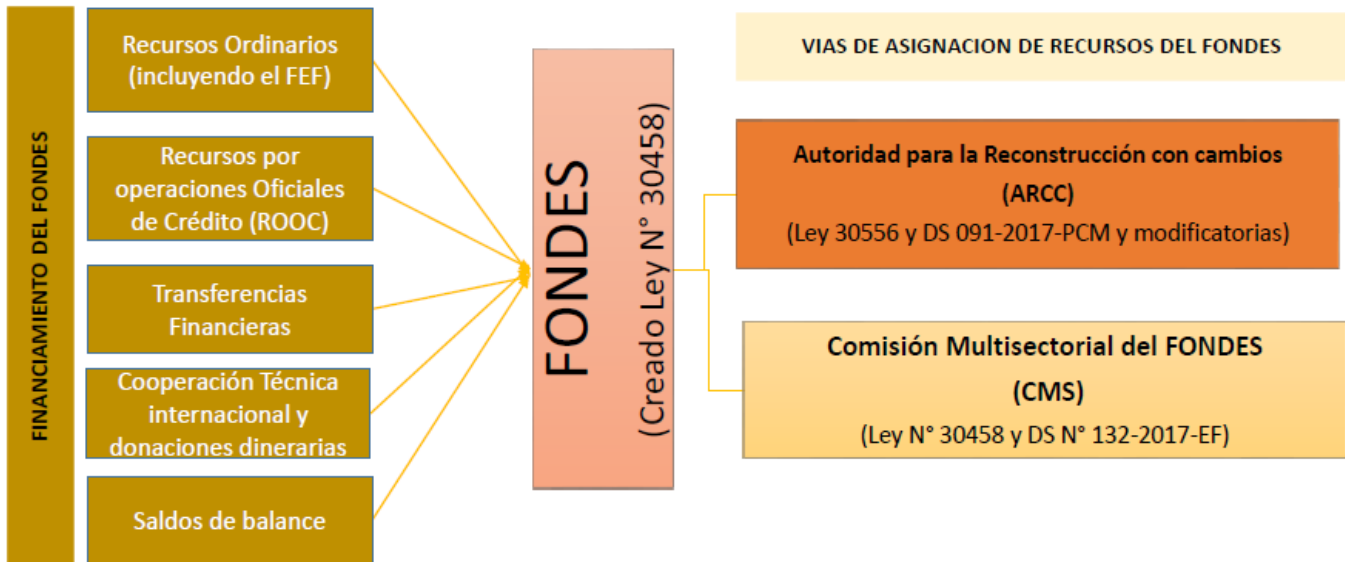 FINANCIAMIENTO DEL FONDES
Recursos Ordinarios
(incluyendo el FEF)
Recursos por
operaciones Oficiales
de Crédito (ROOC)
Transferencias
Financieras
Cooperación Técnica
internacional y
donaciones dinerarias
Saldos de balance
FONDES
(Creado Ley N° 30458)
VIAS DE ASIGNACION DE RECURSOS DEL FONDES
Autoridad para la Reconstrucción con cambios
(ARCC)
(Ley 30556 y DS 091-2017-PCM y modificatorias)
Comisión Multisectorial del FONDES
(CMS)
(Ley N° 30458 y DS N° 132-2017-EF)